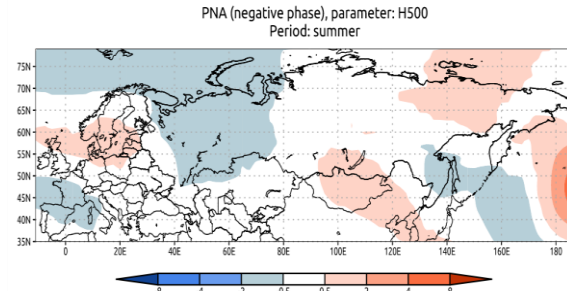 PNA (negative phase), parameter: H500
Period: summer
75N
70N
65N
60N
55N
50N
45N
40N
35N
0 20E 40E 60E 80E 100E 120E 140E 160E 180